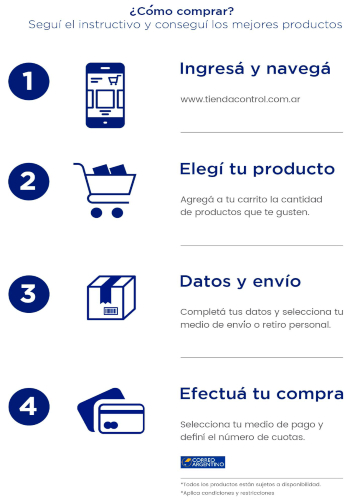 ¿Cómo comprar?
Seguí el instructivo y conseguí los mejores productos
1
Ingresá y navegá
www.tiendacontrol.com.ar
2
Elegí tu producto
Agregá a tu carrito la cantidad
de productos que te gusten.
3
Datos y envío
Completá tus datos y selecciona tu
medio de envío o retiro personal.
4
Efectuá tu compra
Selecciona tu medio de pago y
definí el número de cuotas.
CORREO
ARGENTINO
*Todos los productos están sujetos a disponibilidad.
*Aplica condiciones y restricciones